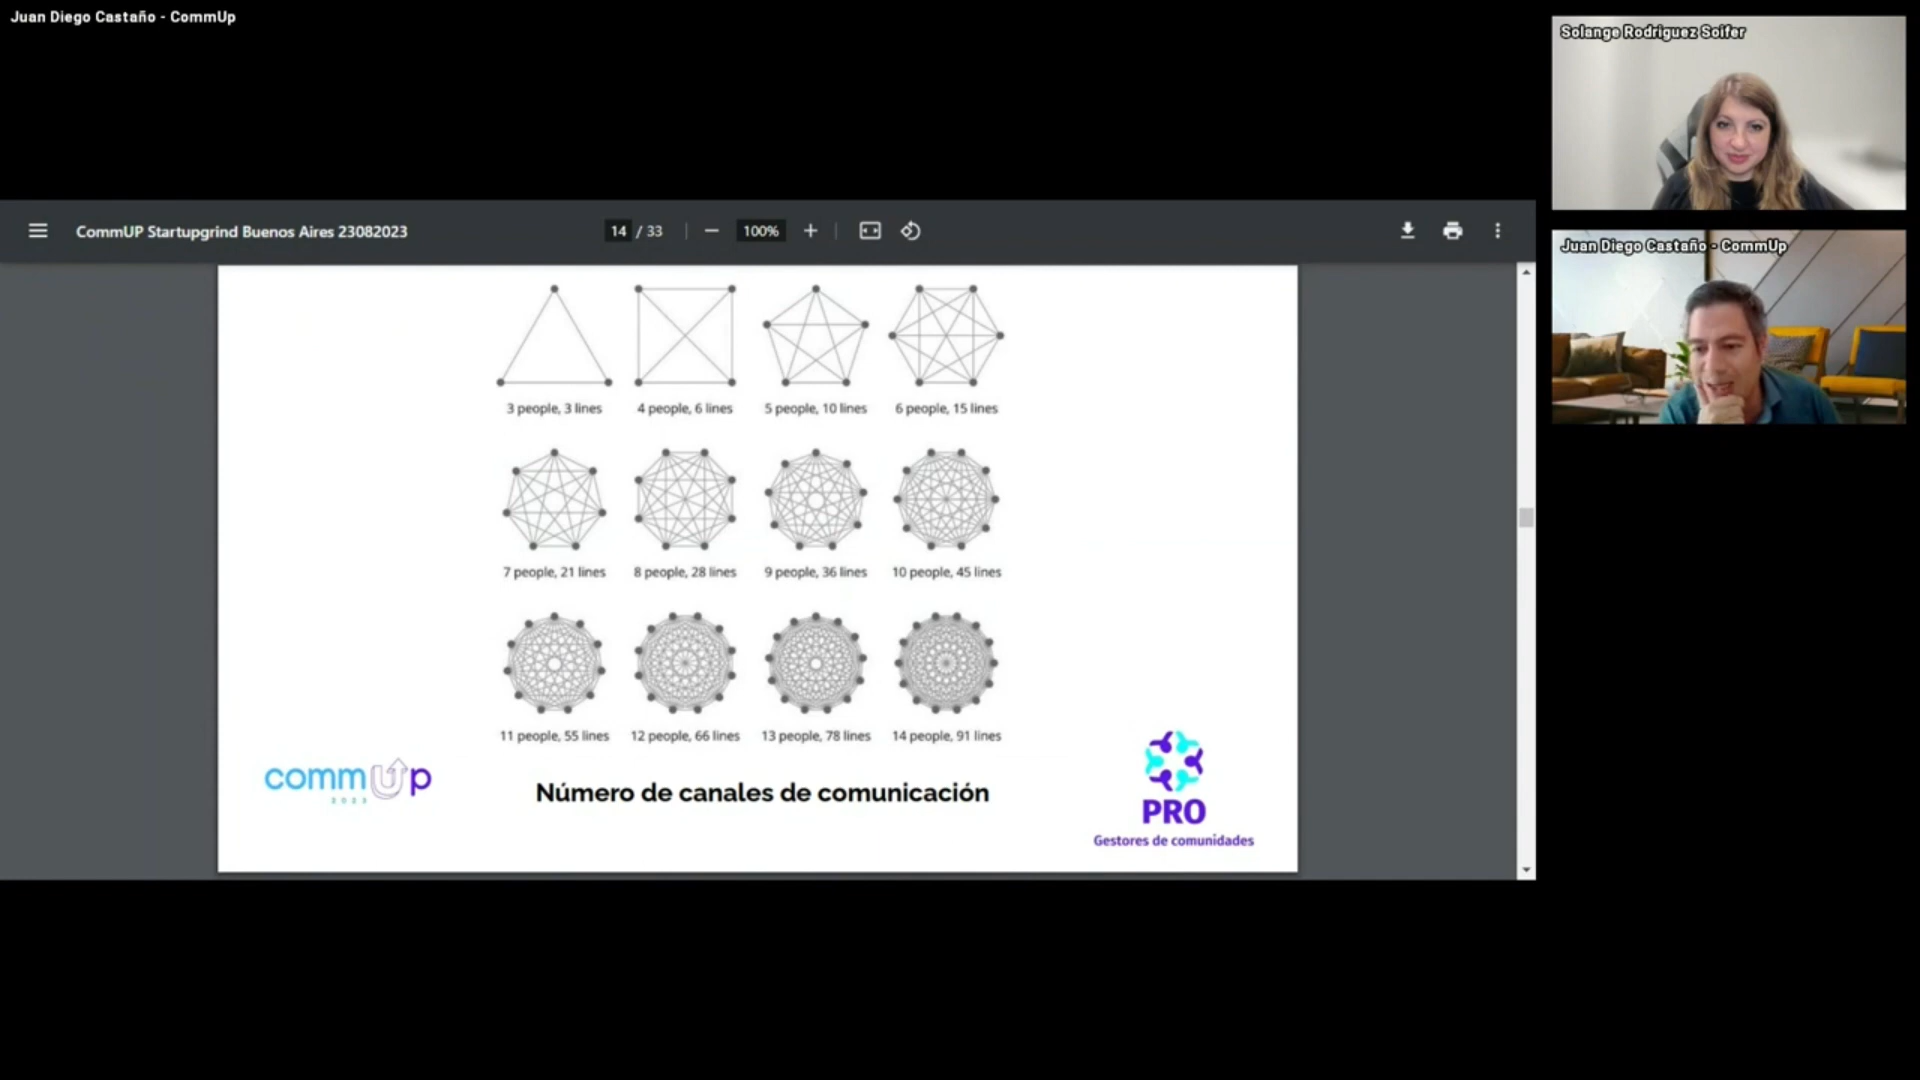 Juan Diego Castaño - CommUp
Solange Rodriguez Soifer
Juan Diego Castaño - CommUp
CommUP Startupgrind Buenos Aires 23082023
14 / 33
100%
3 people, 3 lines
4 people, 6 lines
5 people, 10 lines
6 people, 15 lines
7 people, 21 lines
8 people, 28 lines
9 people, 36 lines
10 people, 45 lines
11 people, 55 lines
12 people, 66 lines
13 people, 78 lines
14 people, 91 lines
commUp
2023
Número de canales de comunicación
PRO
Gestores de comunidades